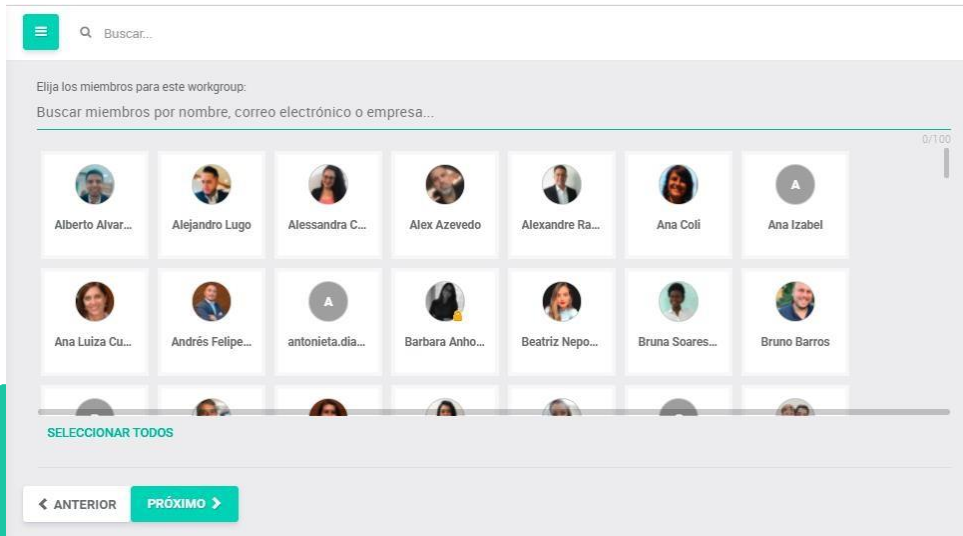 Buscar...
Elija los miembros para este workgroup:
Buscar miembros por nombre, correo electrónico o empresa...
0/100
A
Alberto Alvar... Alejandro Lugo Alessandra C... Alex Azevedo Alexandre Ra... Ana Coli Ana Izabel
A
Ana Luiza Cu... Andrés Felipe... antonieta.dia... Barbara Anho... Beatriz Nepo... Bruna Soares... Bruno Barros
SELECCIONAR TODOS
ANTERIOR PRÓXIMO